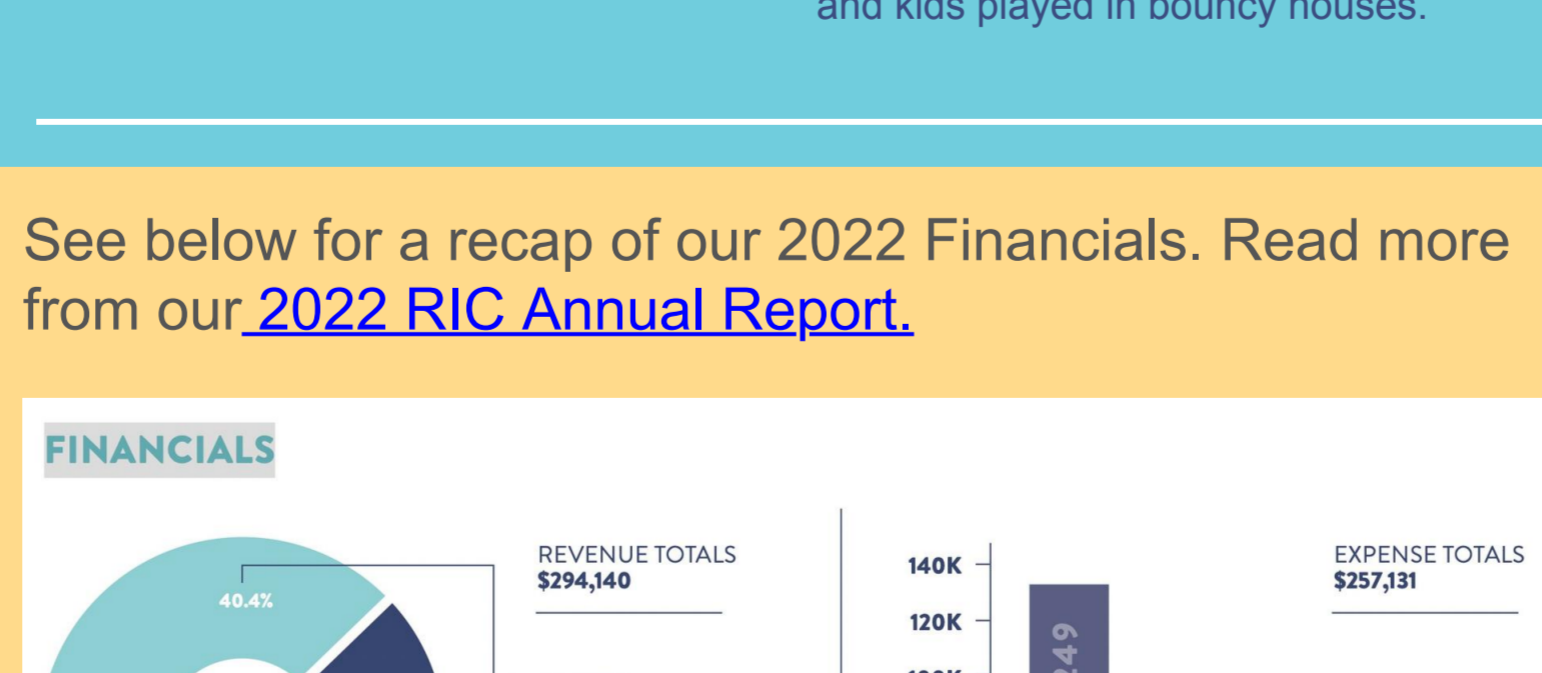 and kids played in bouncy houses.
See below for a recap of our 2022 Financials. Read more
from our 2022 RIC Annual Report.
FINANCIALS
40.4%
REVENUE TOTALS
$294,140
140K
120K
249
EXPENSE TOTALS
$257,131